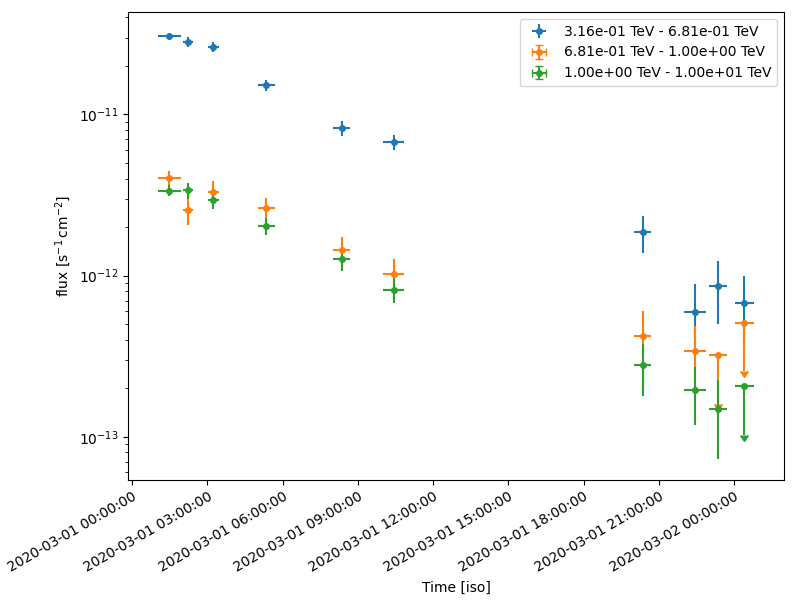 3.16e-01 TeV - 6.81e-01 TeV
6.81e-01 TeV - 1.00e+00 TeV
1.00e+00 TeV - 1.00e+01 TeV
10⁻¹¹
10⁻¹²
10⁻¹³
flux [s⁻¹ cm⁻²]
2020-03-01 00:00:00
2020-03-01 03:00:00
2020-03-01 06:00:00
2020-03-01 09:00:00
2020-03-01 12:00:00
2020-03-01 15:00:00
2020-03-01 18:00:00
2020-03-01 21:00:00
2020-03-02 00:00:00
Time [iso]